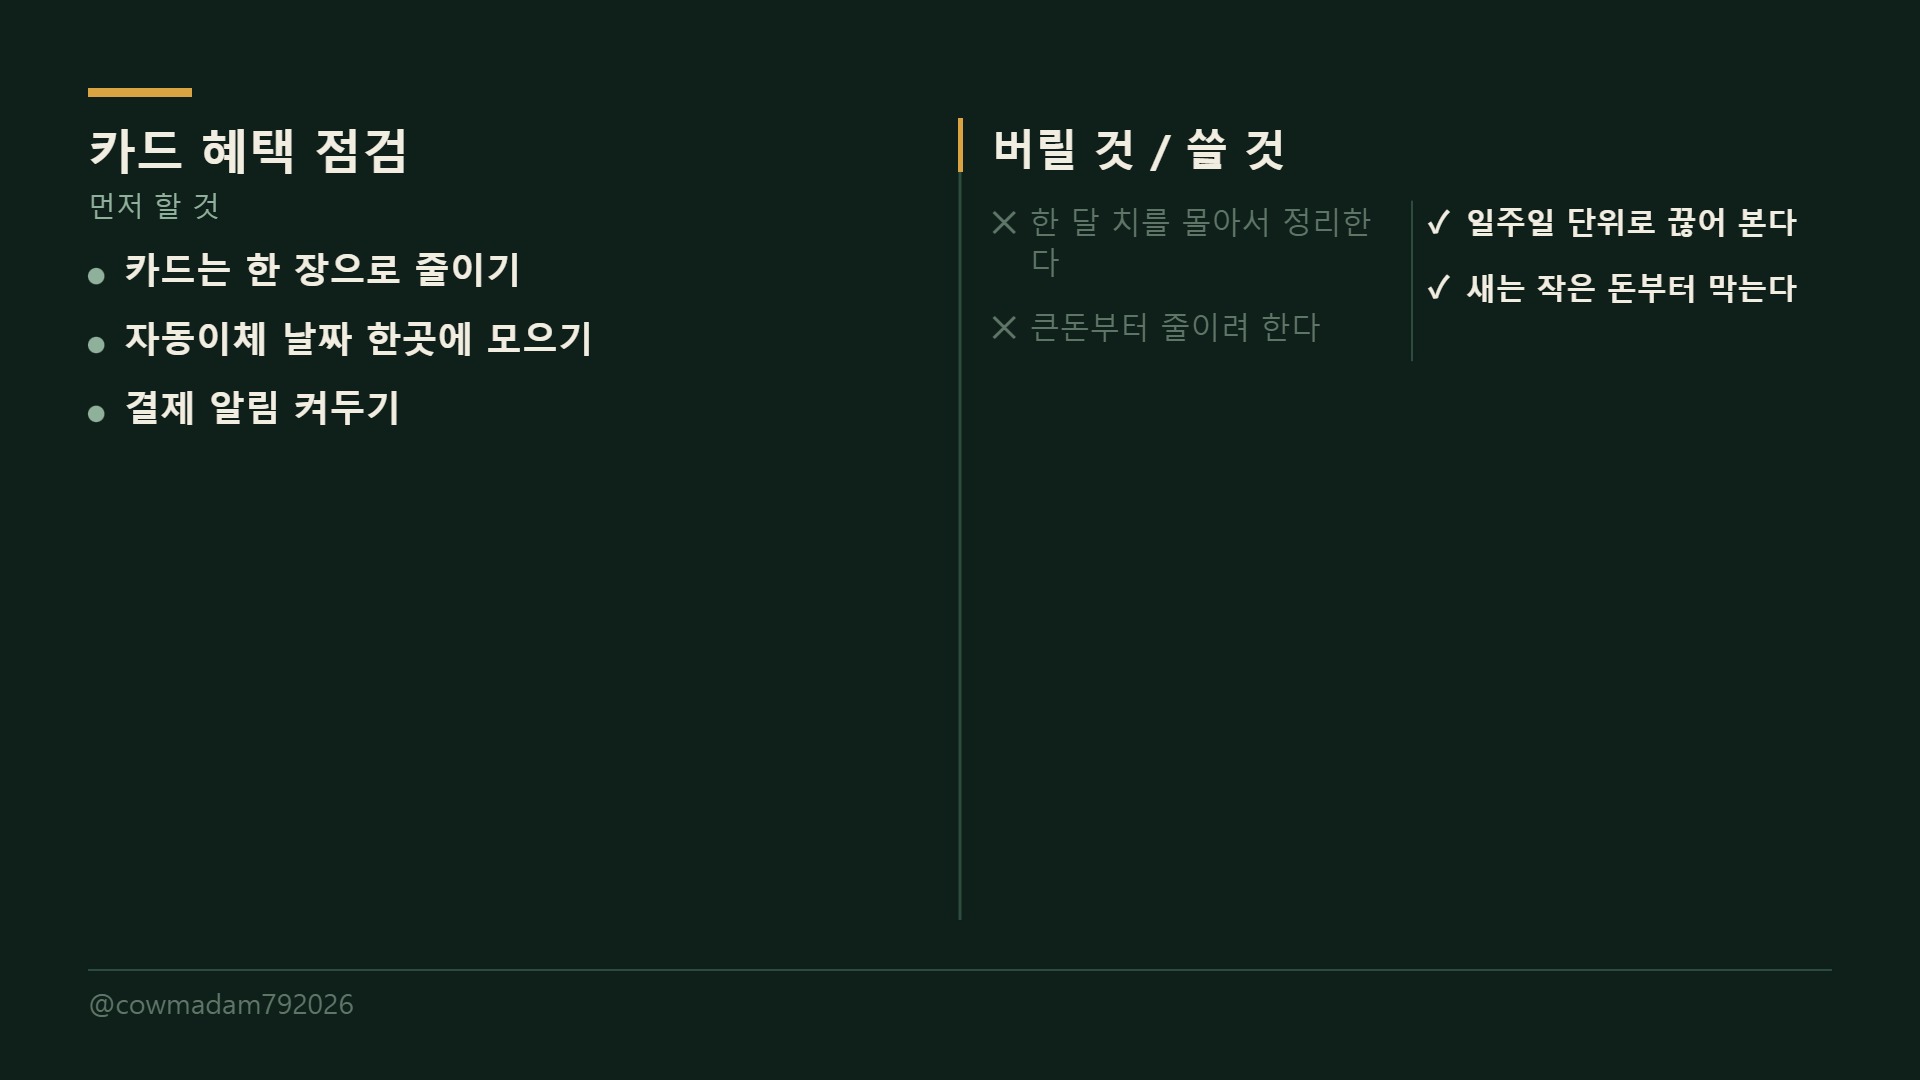 카드 혜택 점검
먼저 할 것
● 카드는 한 장으로 줄이기
● 자동이체 날짜 한곳에 모으기
● 결제 알림 켜두기
버릴 것 / 쓸 것
✕ 한 달 치를 몰아서 정리한
다
✕ 큰돈부터 줄이려 한다
✓ 일주일 단위로 끊어 본다
✓ 새는 작은 돈부터 막는다
@cowmadam792026